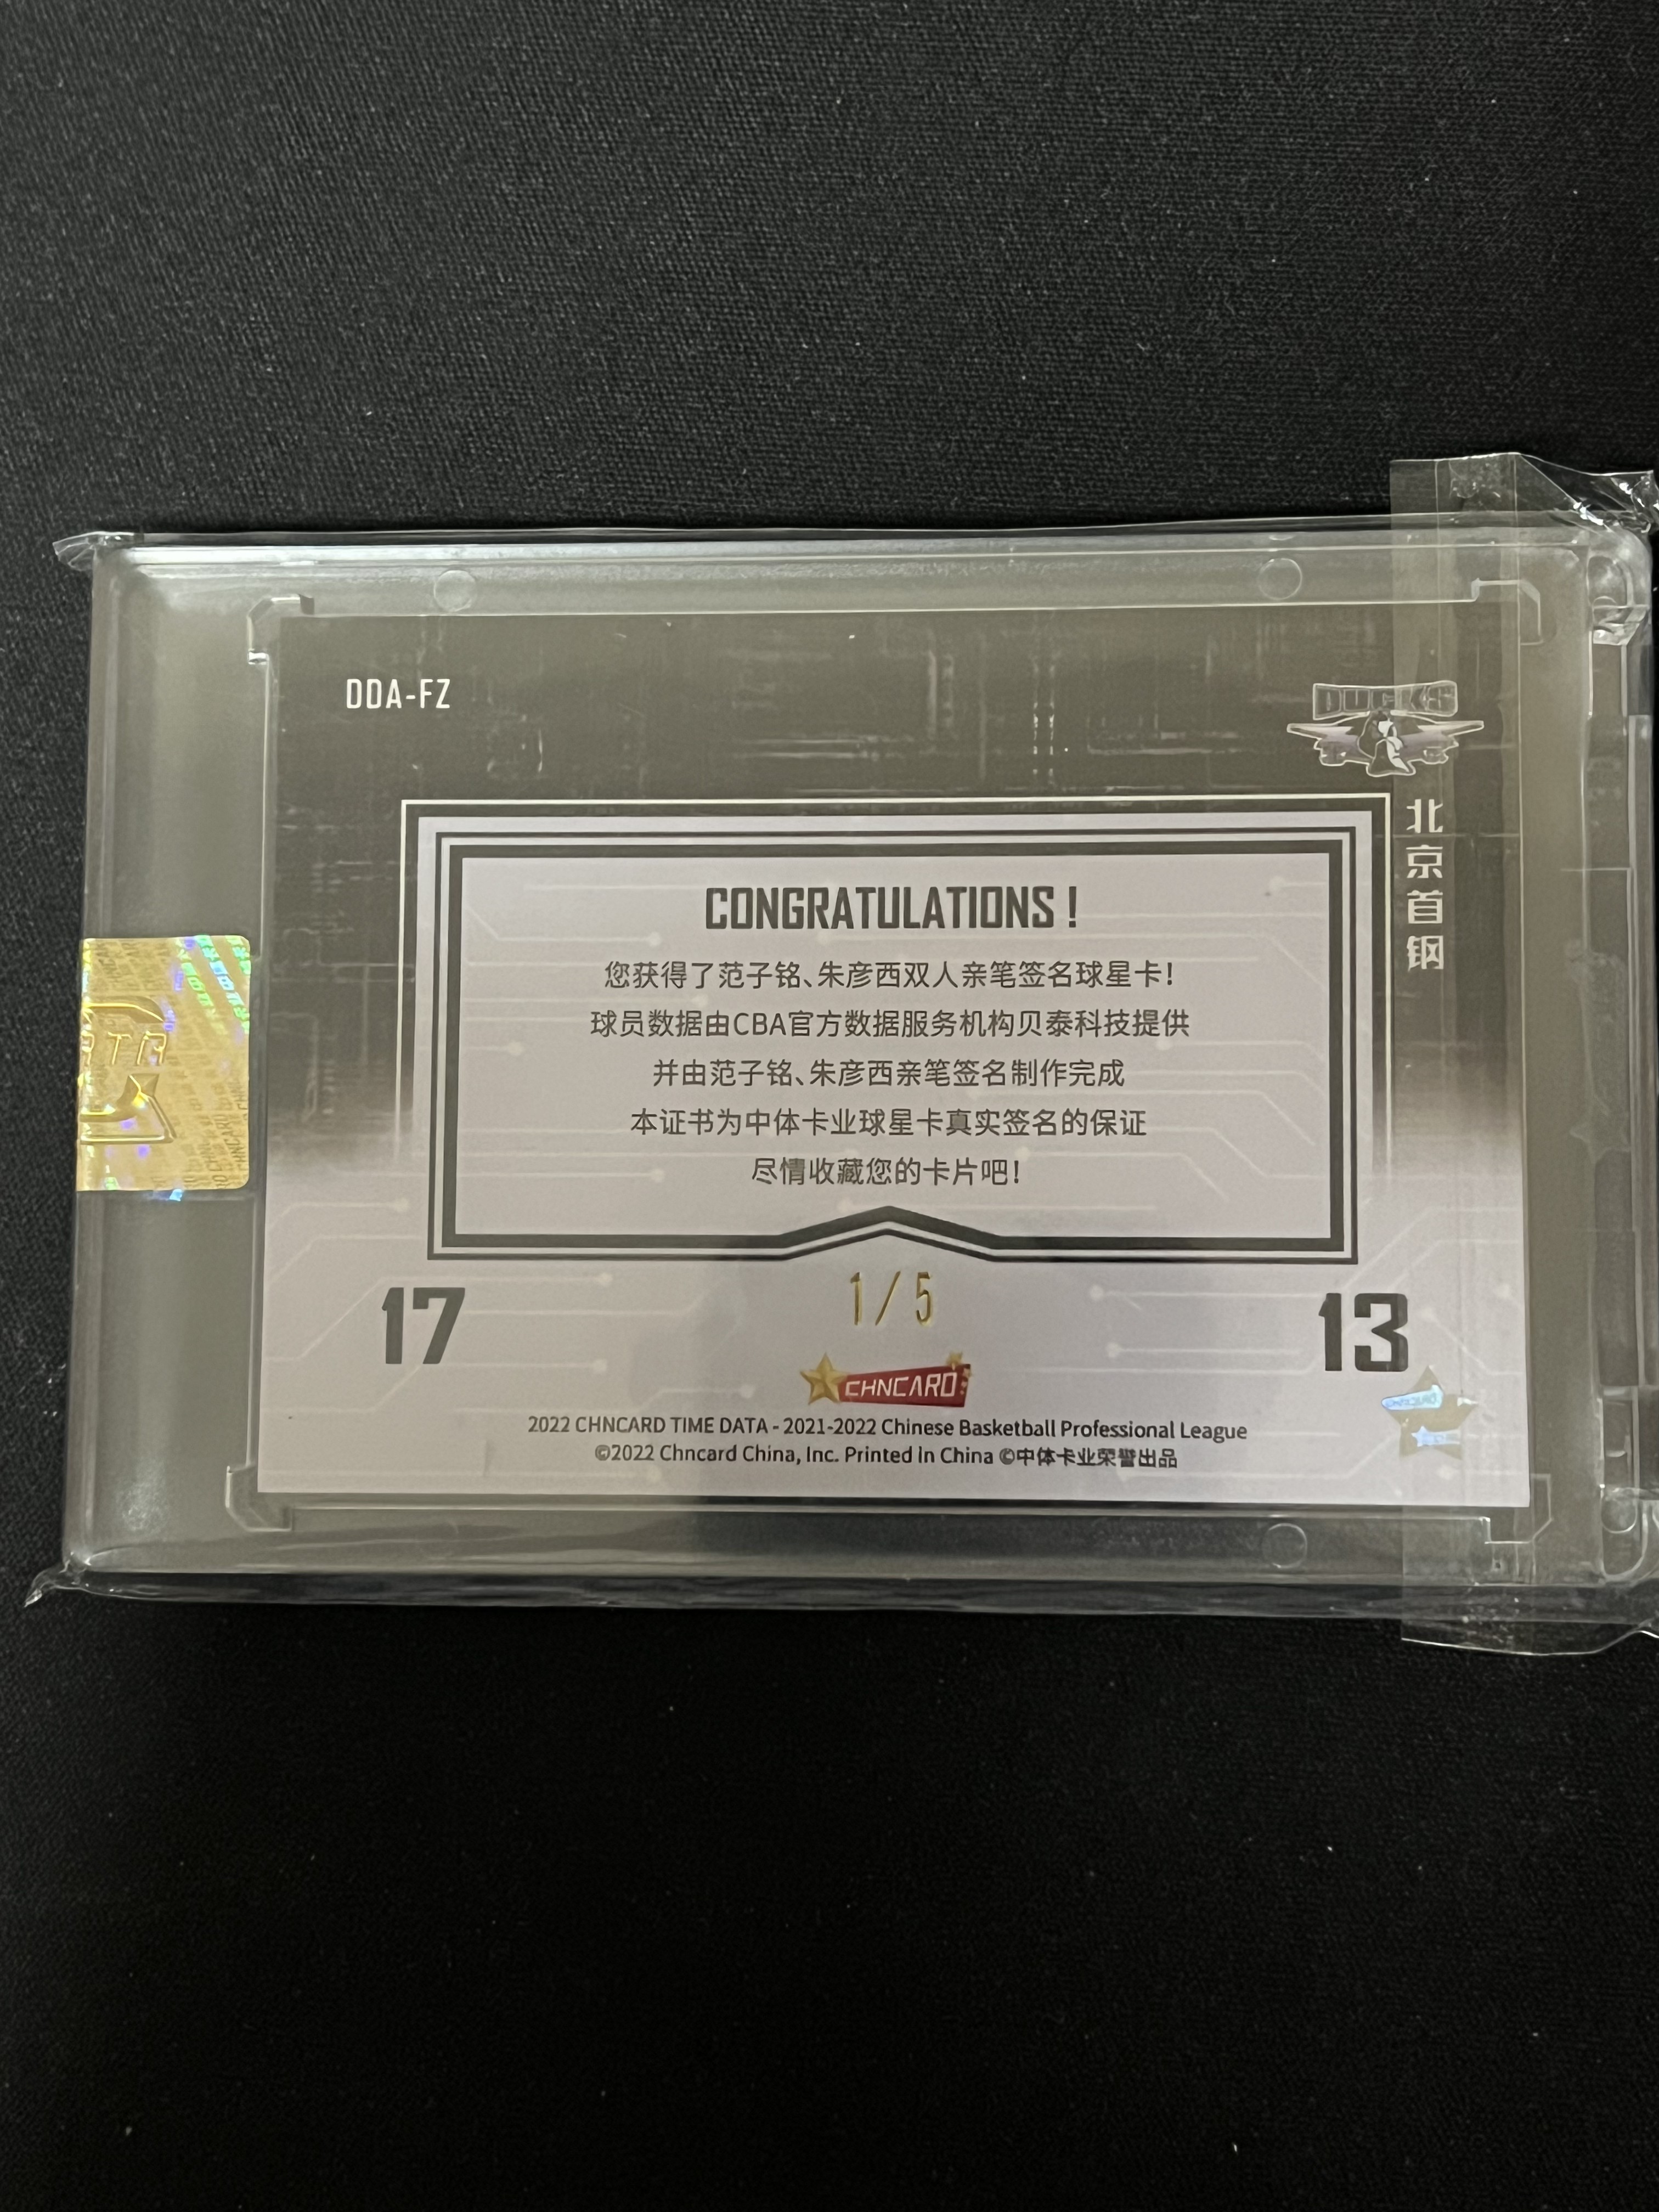 DDA-FZ
DUCKS
北京首钢
CONGRATULATIONS !
您获得了范子铭、朱彦西双人亲笔签名球星卡!
球员数据由CBA官方数据服务机构贝泰科技提供
并由范子铭、朱彦西亲笔签名制作完成
本证书为中体卡业球星卡真实签名的保证
尽情收藏您的卡片吧!
17
1/5
13
CHNCARD
2022 CHNCARD TIME DATA - 2021-2022 Chinese Basketball Professional League
©2022 Chncard China, Inc. Printed in China ©中体卡业荣誉出品